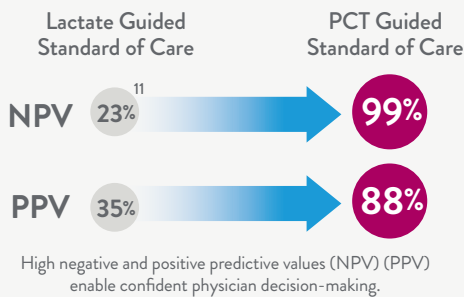 Lactate Guided PCT Guided
Standard of Care Standard of Care
NPV 23% 11 99%
PPV 35% 88%
High negative and positive predictive values (NPV) (PPV)
enable confident physician decision-making.